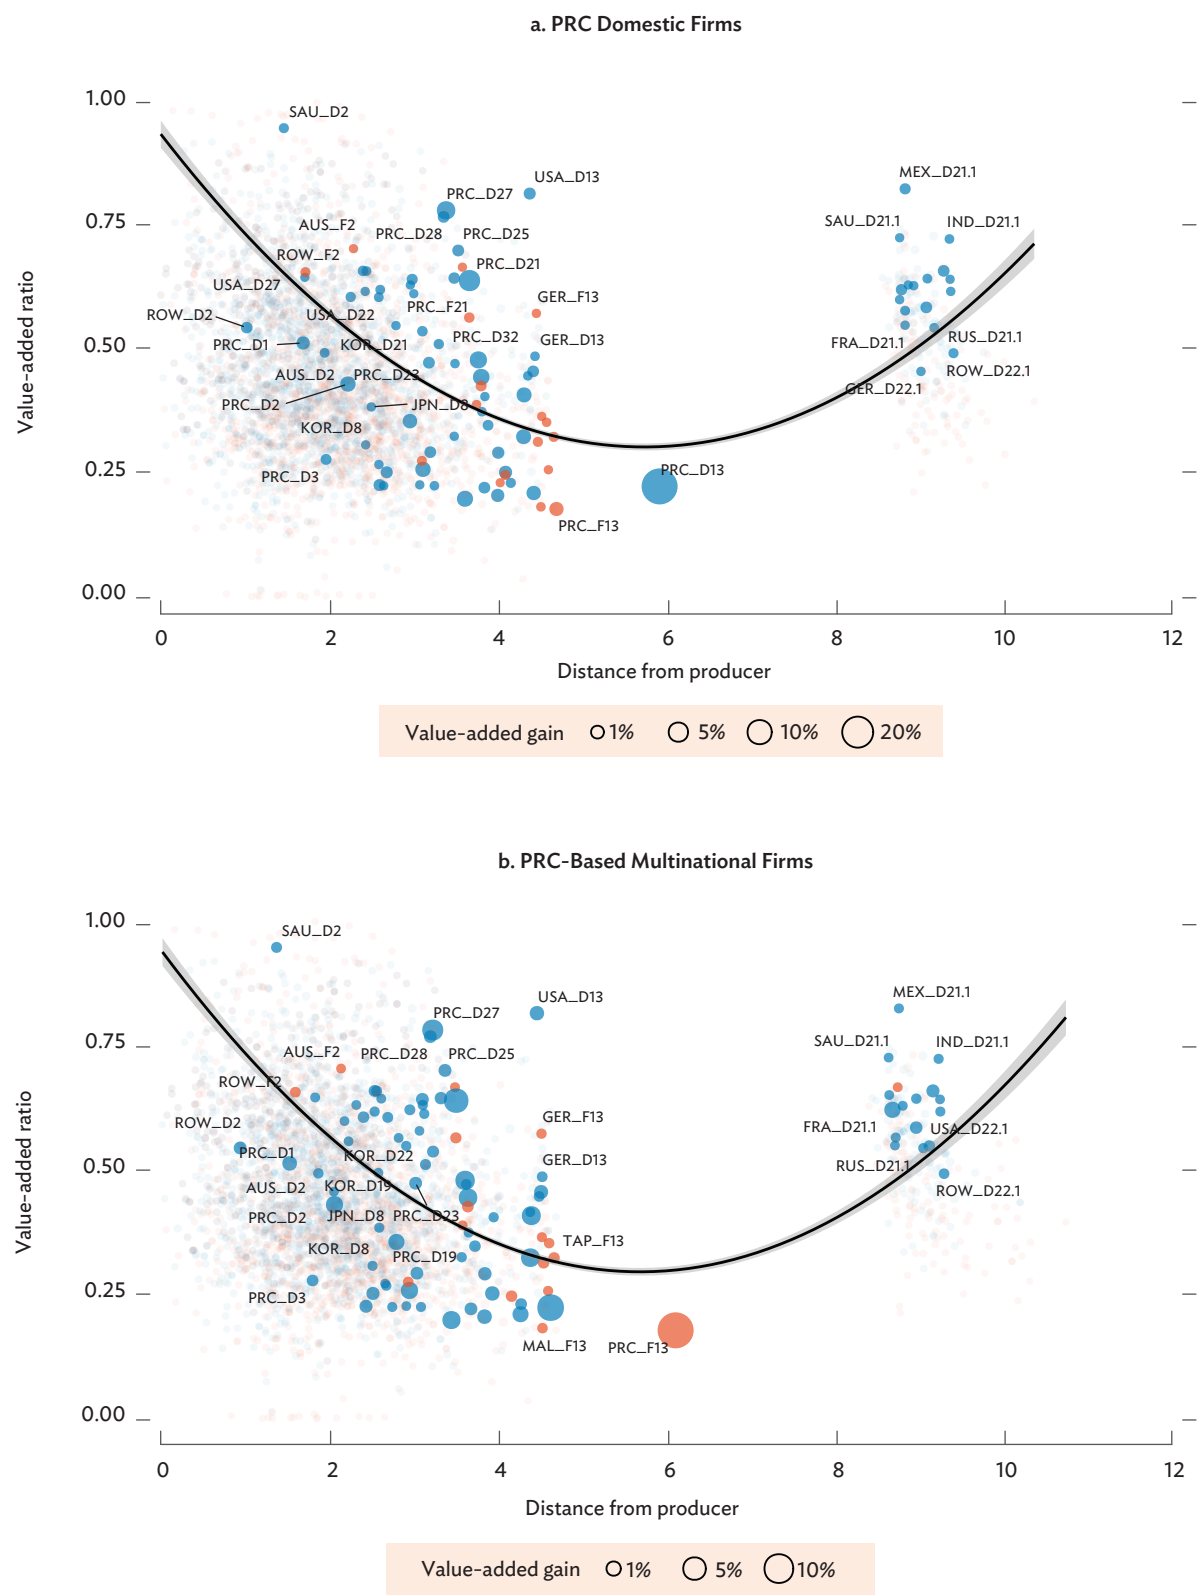 a. PRC Domestic Firms
1.00
SAU_D2
MEX_D21.1
USA_D13
PRC_D27
0.75
AUS_F2
SAU_D21.1
IND_D21.1
PRC_D28
PRC_D25
ROW_F2
PRC_D21
USA_D27
PRC_F21
GER_F13
ROW_D2
USA_D22
PRC_D32
GER_D13
RUS_D21.1
0.50
PRC_D1
KOR_D21
FRA_D21.1
AUS_D2
PRC_D23
ROW_D22.1
PRC_D2
JPN_D8
GER_D22.1
KOR_D8
0.25
PRC_D3
PRC_D13
PRC_F13
0.00
Value-added ratio
0 2 4 6 8 10 12
Distance from producer
Value-added gain 1% 5% 10% 20%
b. PRC-Based Multinational Firms
1.00
SAU_D2
MEX_D21.1
USA_D13
PRC_D27
0.75
AUS_F2
PRC_D28
PRC_D25
SAU_D21.1
IND_D21.1
ROW_F2
ROW_D2
GER_F13
FRA_D21.1
USA_D22.1
PRC_D1
KOR_D22
GER_D13
RUS_D21.1
0.50
AUS_D2
KOR_D19
ROW_D22.1
PRC_D2
JPN_D8
PRC_D23
KOR_D8
PRC_D19
TAP_F13
0.25
PRC_D3
MAL_F13
PRC_F13
0.00
Value-added ratio
0 2 4 6 8 10 12
Distance from producer
Value-added gain 1% 5% 10%